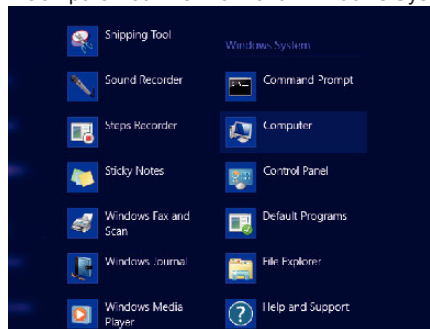 Snipping Tool
Sound Recorder
Steps Recorder
Sticky Notes
Windows Fax and
Scan
Windows Journal
Windows Media
Player
Windows System
Command Prompt
Computer
Control Panel
Default Programs
File Explorer
Help and Support